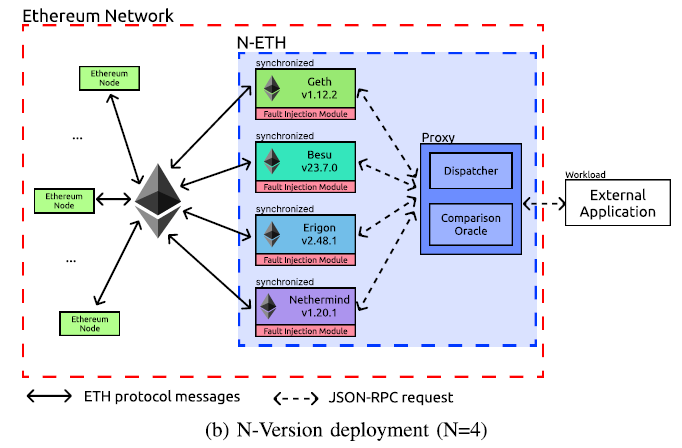 Ethereum Network
N-ETH
Ethereum
Node
...
Ethereum
Node
...
Ethereum
Node
synchronized
Geth
v1.12.2
Fault Injection Module
synchronized
Besu
v23.7.0
Fault Injection Module
synchronized
Erigon
v2.48.1
Fault Injection Module
synchronized
Nethermind
v1.20.1
Fault Injection Module
Proxy
Dispatcher
Comparison
Oracle
Workload
External
Application
ETH protocol messages
JSON-RPC request
(b) N-Version deployment (N=4)